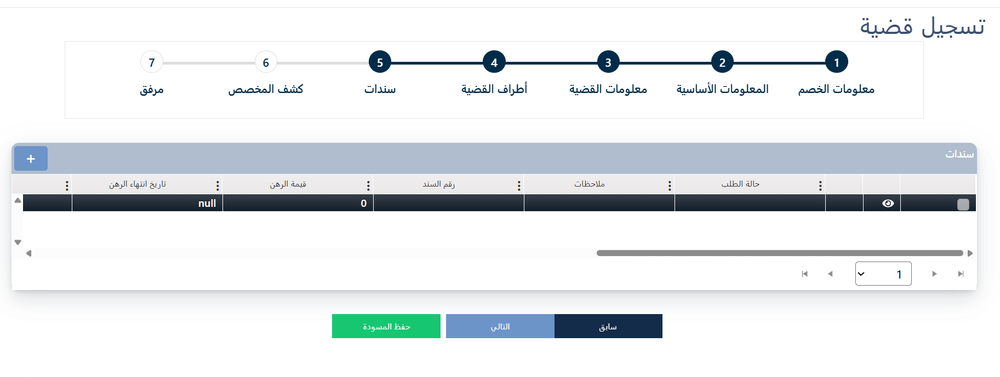 تسجيل قضية
1 2 3 4 5 6 7
معلومات الخصم المعلومات الأساسية معلومات القضية أطراف القضية سندات كشف المخصص مرفق
سندات +
حالة الطلب ملاحظات رقم السند قيمة الرهن تاريخ انتهاء الرهن
0 null
1
سابق التالي حفظ المسودة